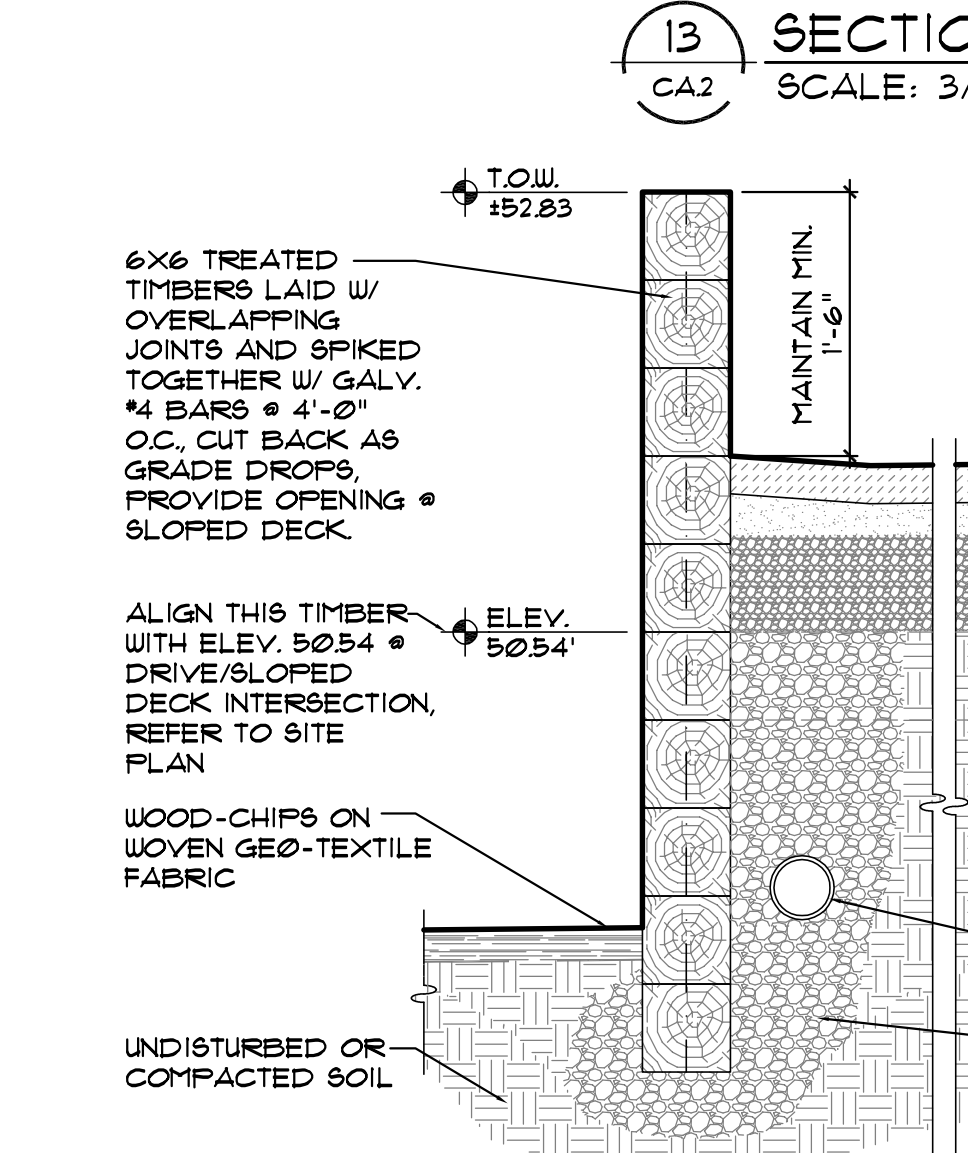 13
CA.2
SECTIO
SCALE: 3/
T.O.W.
±52.83
MAINTAIN MIN.
1'-6"
6X6 TREATED
TIMBERS LAID W/
OVERLAPPING
JOINTS AND SPIKED
TOGETHER W/ GALV.
#4 BARS @ 4'-0"
O.C., CUT BACK AS
GRADE DROPS,
PROVIDE OPENING @
SLOPED DECK.
ALIGN THIS TIMBER
WITH ELEV. 50.54 @
DRIVE/SLOPED
DECK INTERSECTION,
REFER TO SITE
PLAN
ELEV.
50.54'
WOOD-CHIPS ON
WOVEN GEO-TEXTILE
FABRIC
UNDISTURBED OR
COMPACTED SOIL